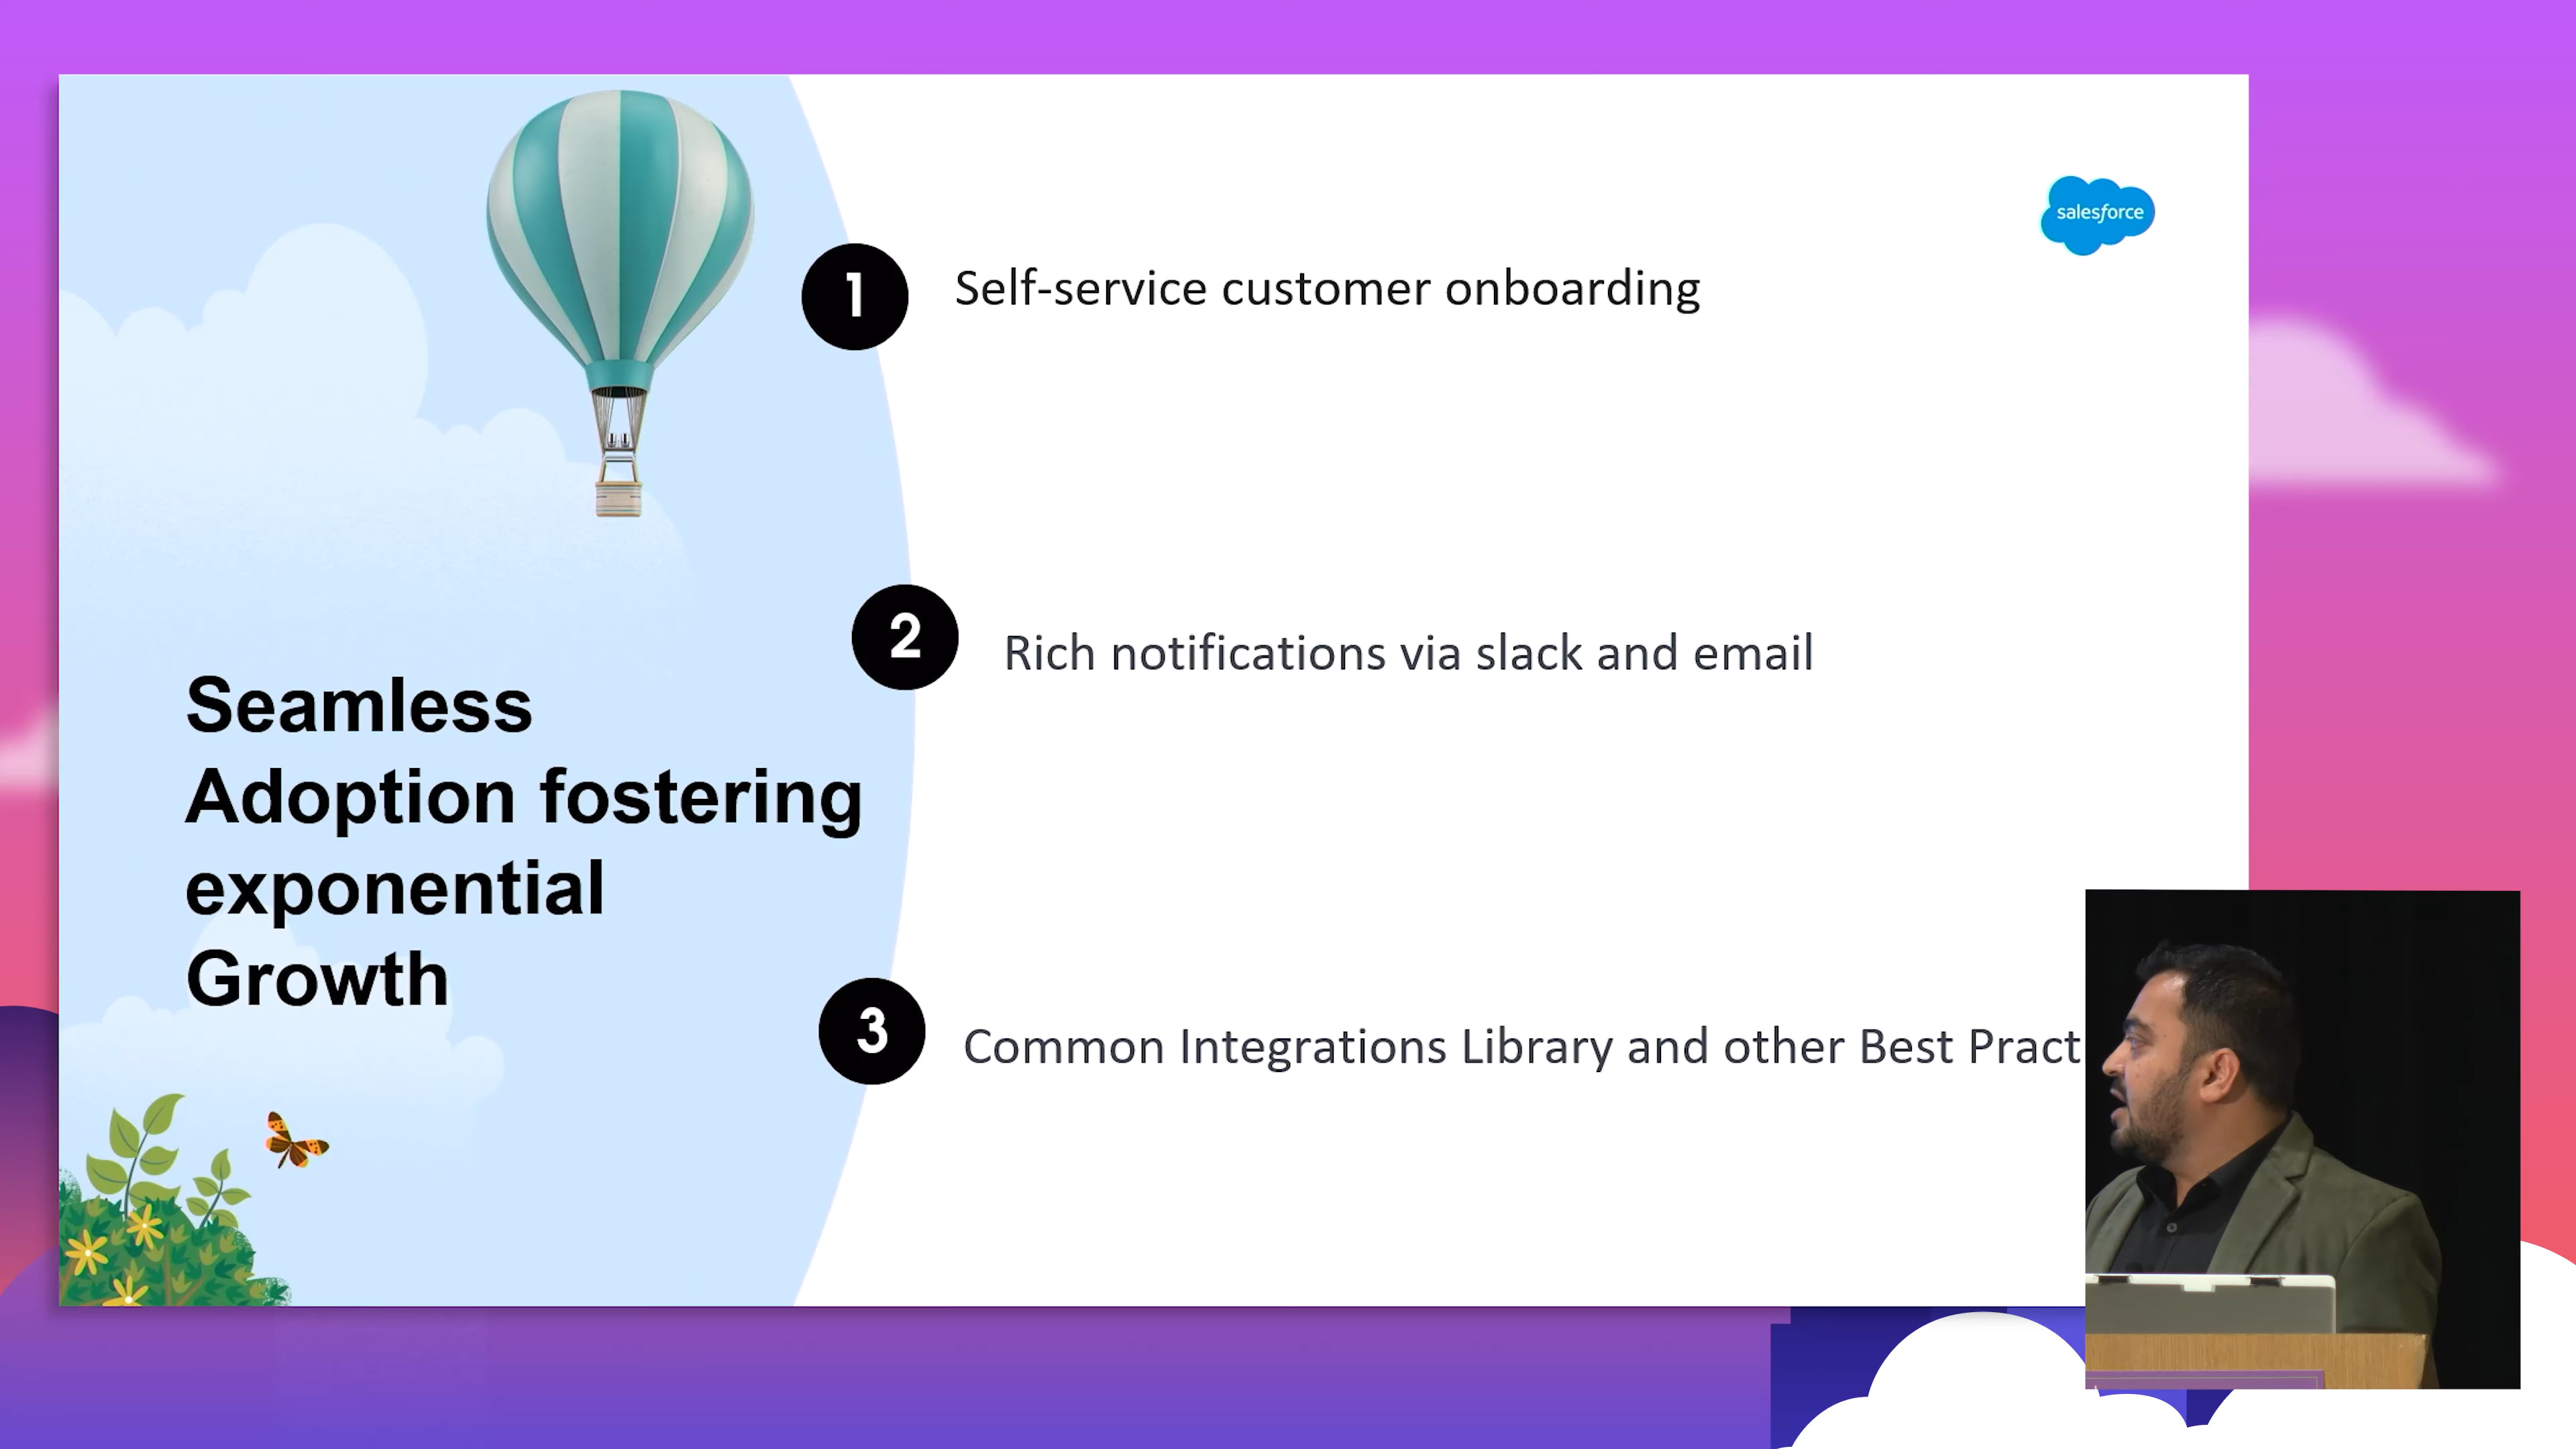 salesforce
1
Self-service customer onboarding
2
Rich notifications via slack and email
Seamless
Adoption fostering
exponential
Growth
3
Common Integrations Library and other Best Pract